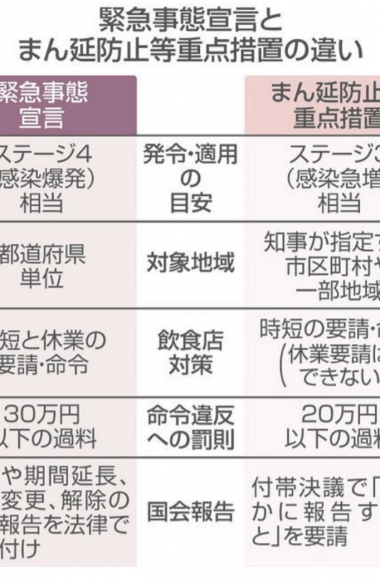 緊急事態宣言と
まん延防止等重点措置の違い
緊急事態
宣言
まん延防止
重点措置
ステージ4
感染爆発)
相当
発令・適用
の
目安
ステージ3
(感染急増
相当
都道府県
単位
対象地域
知事が指定す
市区町村や
一部地域
短と休業の
要請・命令
飲食店
対策
時短の要請・
(休業要請は
できない
30万円
以下の過料
命令違反
への罰則
20万円
以下の過料
や期間延長、
変更、解除の
報告を法律で
付け
国会報告
付帯決議で「
かに報告す
と」を要請